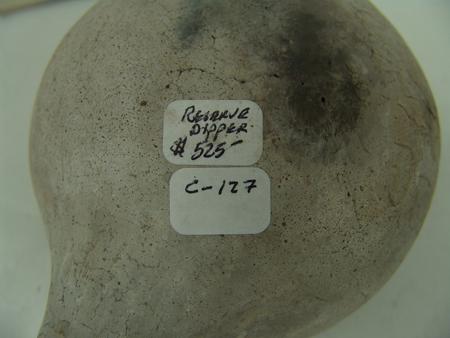 RESERVE
DIPPER
$ 525-
C-127